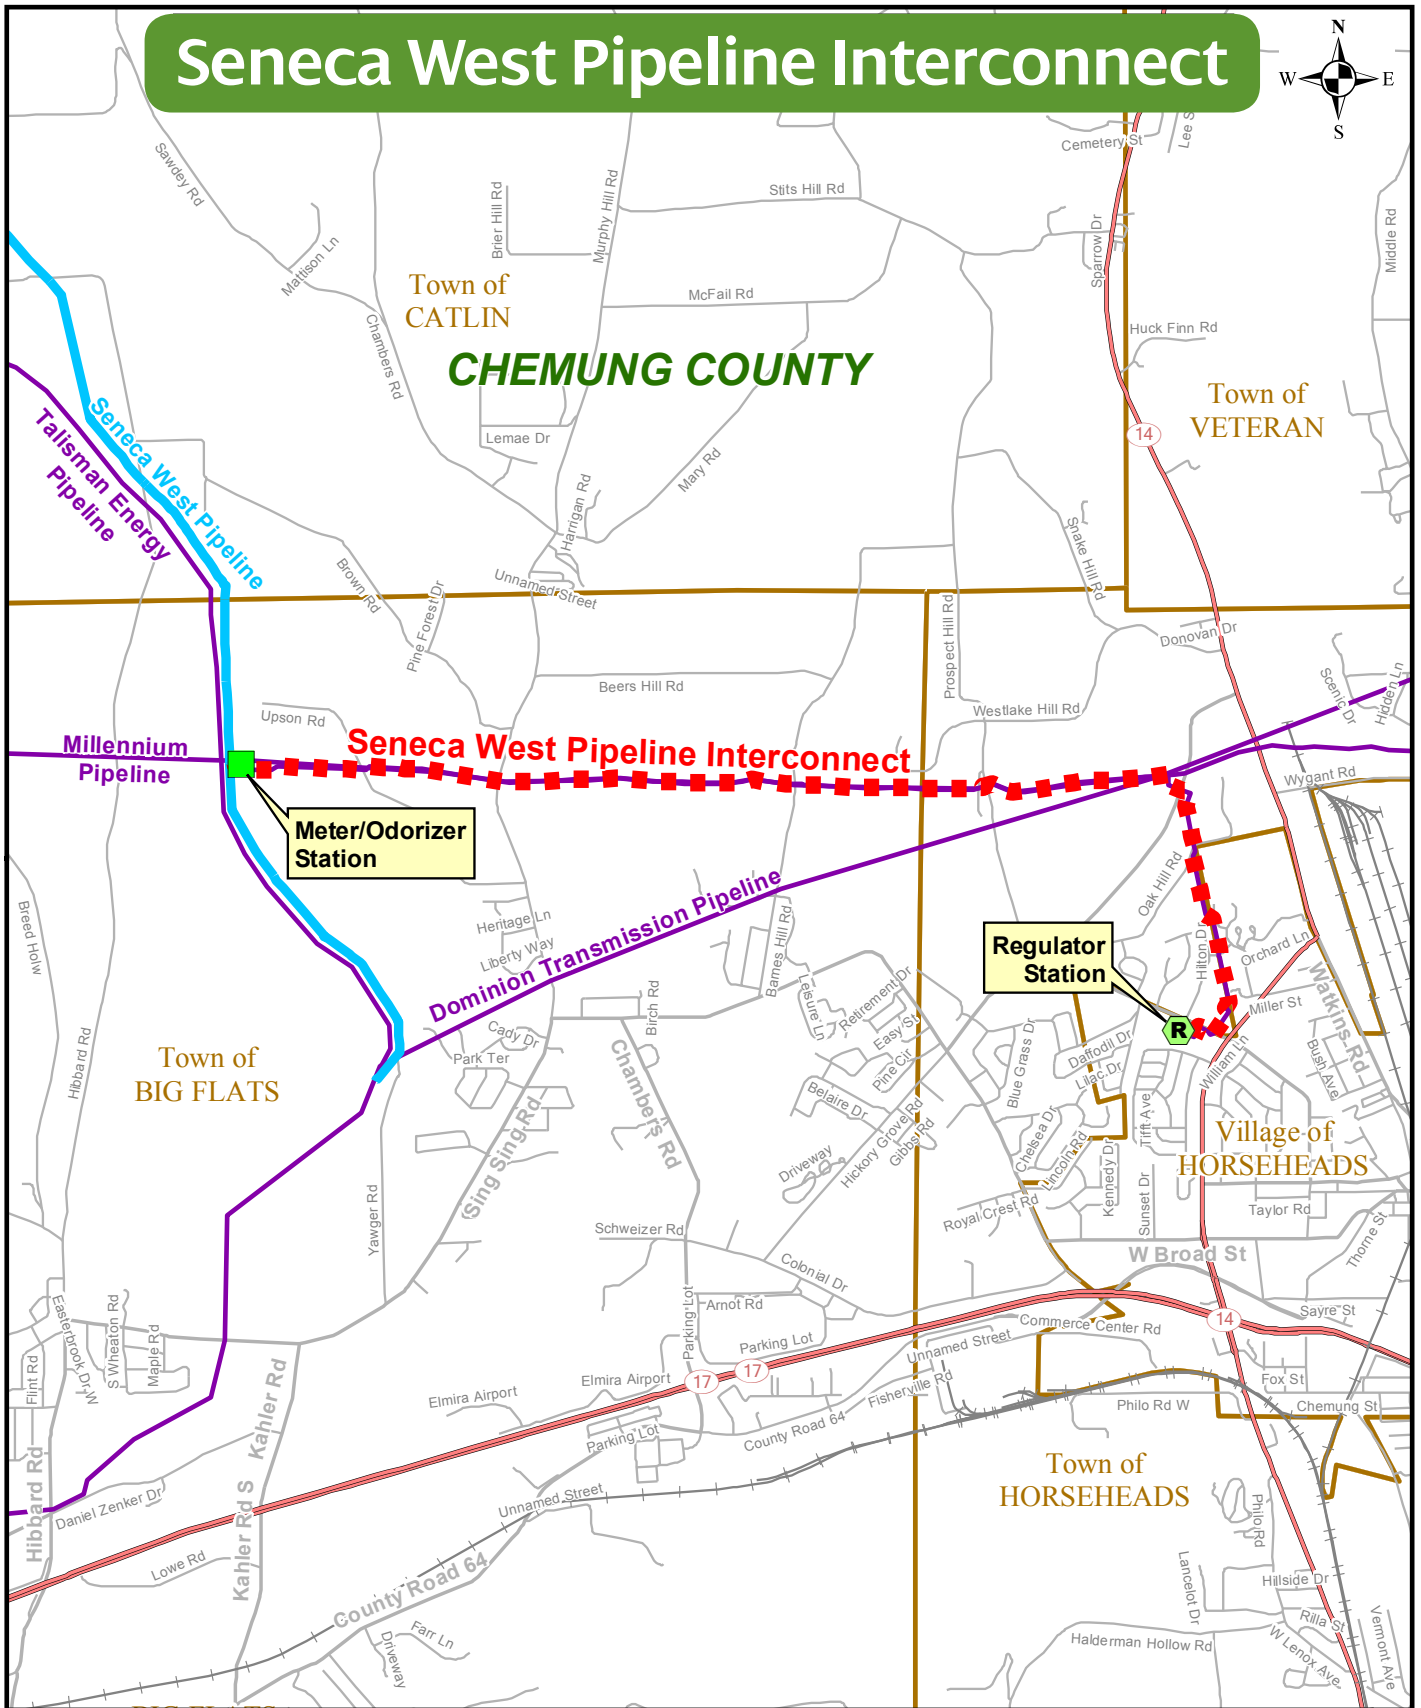 Seneca West Pipeline Interconnect
N
W
E
S
Cemetery St
Lee S
Sawdey Rd
Brier Hill Rd
Murphy Hill Rd
Stits Hill Rd
Sparrow Dr
Middle Rd
Mattison Ln
Town of
CATLIN
McFail Rd
Chambers Rd
Huck Finn Rd
CHEMUNG COUNTY
Town of
VETERAN
Lemae Dr
14
Seneca West Pipeline
Talisman Energy
Pipeline
Mary Rd
Harrigan Rd
Snake Hill Rd
Brown Rd
Unnamed Street
Pine Forest Dr
Prospect Hill Rd
Donovan Dr
Beers Hill Rd
Scenic Dr
Hidden Ln
Upson Rd
Westlake Hill Rd
Millennium
Pipeline
Seneca West Pipeline Interconnect
Wygant Rd
Meter/Odorizer
Station
Oak Hill Rd
Breed Holw
Heritage Ln
Liberty Way
Dominion Transmission Pipeline
Barnes Hill Rd
Regulator
Station
Hilton Dr
Orchard Ln
Watkins Rd
Leisure Ln
Retirement Dr
Easy St
Pine Cir
Birch Rd
Miller St
R
Cady Dr
Park Ter
Blue Grass Dr
Daffodil Dr
Lilac Dr
William Ln
Bush Ave
Hibbard Rd
Town of
BIG FLATS
Chambers Rd
Belaire Dr
Hickory Grove Rd
Gibbs Rd
Tifft Ave
Chelsea Dr
Lincoln Rd
Village of
HORSEHEADS
Sing Sing Rd
Driveway
Kennedy Dr
Sunset Dr
Yawger Rd
Schweizer Rd
Royal Crest Rd
Taylor Rd
Thorne St
W Broad St
Colonial Dr
Easterbrook Dr W
S Wheaton Rd
Maple Rd
Flint Rd
Arnot Rd
Parking Lot
Parking Lot
Sayre St
14
Commerce Center Rd
Unnamed Street
Kahler Rd
Elmira Airport
Elmira Airport
17
17
Fisherville Rd
Fox St
Philo Rd W
Chemung St
County Road 64
Parking Lot
Town of
HORSEHEADS
Hibbard Rd
Daniel Zenker Dr
Kahler Rd S
Unnamed Street
Philo Rd
Lowe Rd
County Road 64
Lancelot Dr
Hillside Dr
Rilla St
Vermont Ave
Farr Ln
Driveway
Halderman Hollow Rd
W Lenox Ave